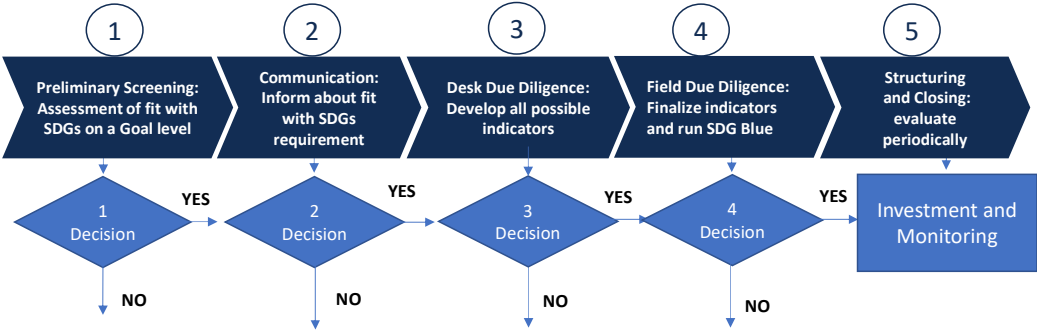 1
2
3
4
5
Preliminary Screening:
Assessment of fit with
SDGs on a Goal level
Communication:
Inform about fit
with SDGs
requirement
Desk Due Diligence:
Develop all possible
indicators
Field Due Diligence:
Finalize indicators
and run SDG Blue
Structuring
and Closing:
evaluate
periodically
1
Decision
YES
2
Decision
YES
3
Decision
YES
4
Decision
YES
Investment and
Monitoring
NO
NO
NO
NO